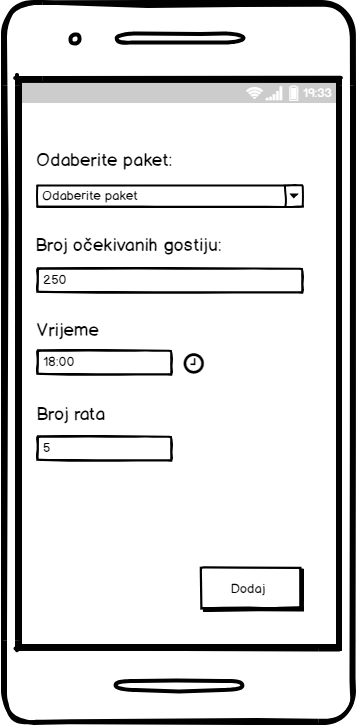 19:33
Odaberite paket:
Odaberite paket
Broj očekivanih gostiju:
250
Vrijeme
18:00
Broj rata
5
Dodaj